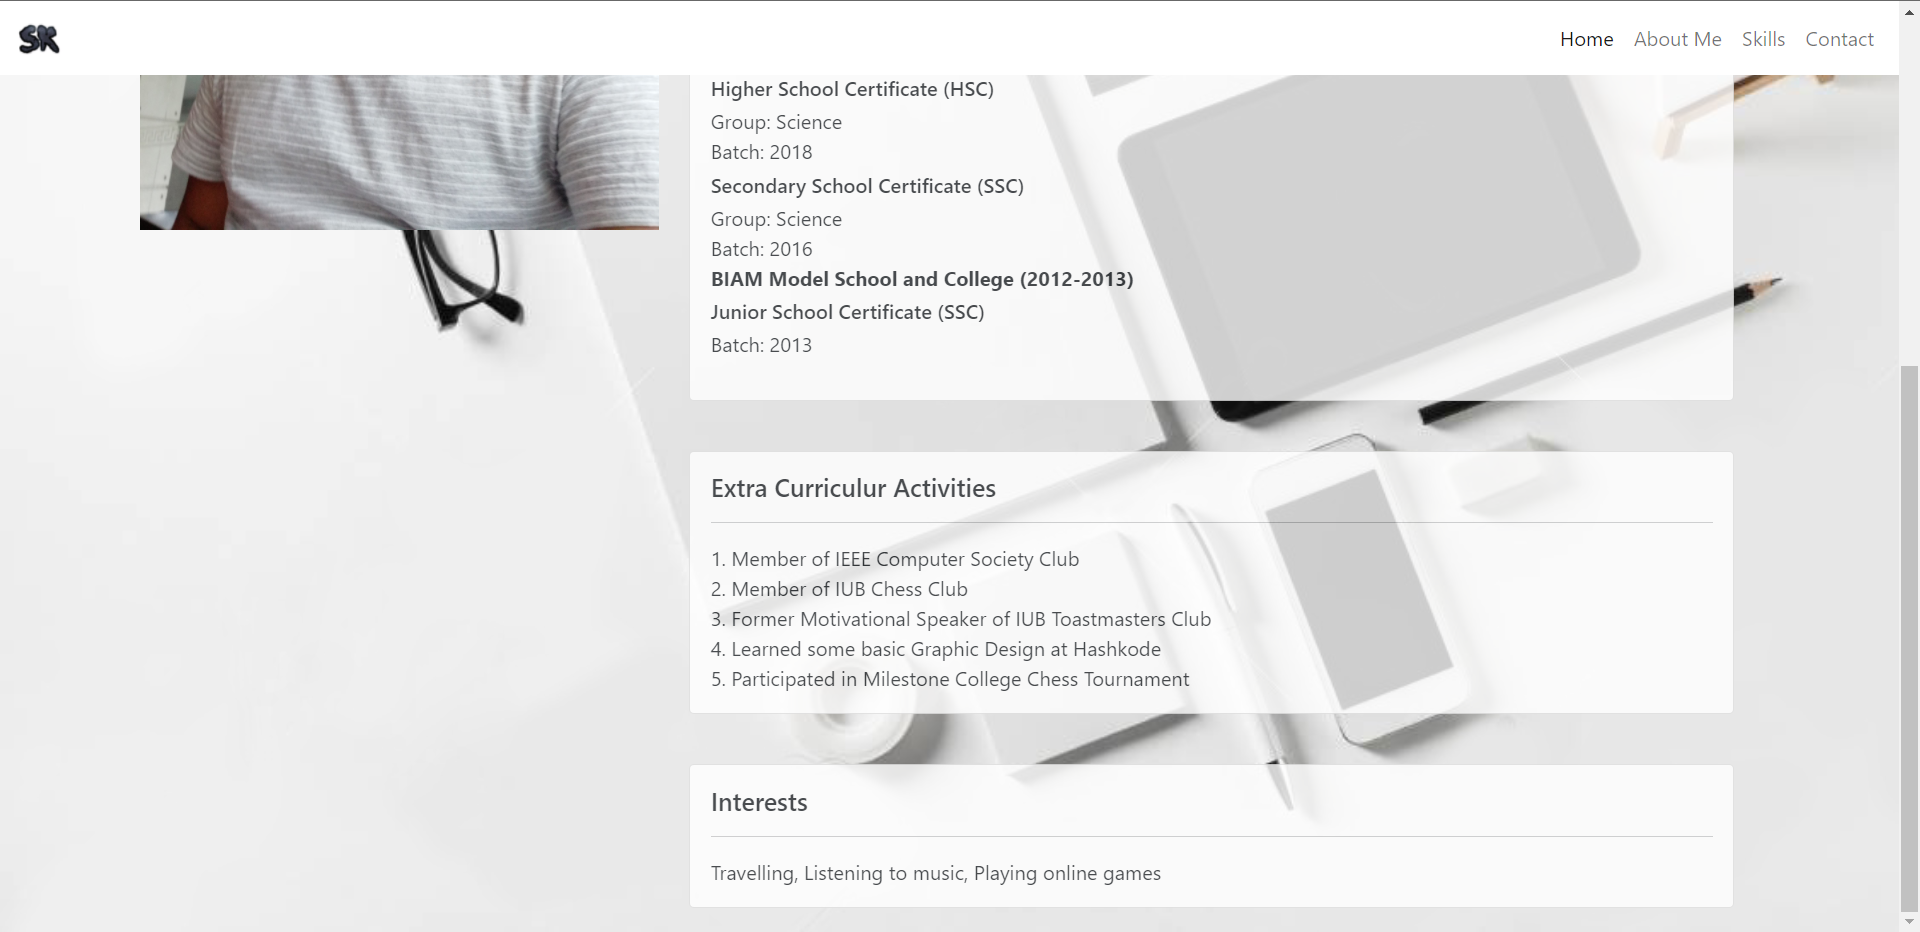 SK
Home About Me Skills Contact
Higher School Certificate (HSC)
Group: Science
Batch: 2018
Secondary School Certificate (SSC)
Group: Science
Batch: 2016
BIAM Model School and College (2012-2013)
Junior School Certificate (SSC)
Batch: 2013
Extra Curriculur Activities
1. Member of IEEE Computer Society Club
2. Member of IUB Chess Club
3. Former Motivational Speaker of IUB Toastmasters Club
4. Learned some basic Graphic Design at Hashkode
5. Participated in Milestone College Chess Tournament
Interests
Travelling, Listening to music, Playing online games